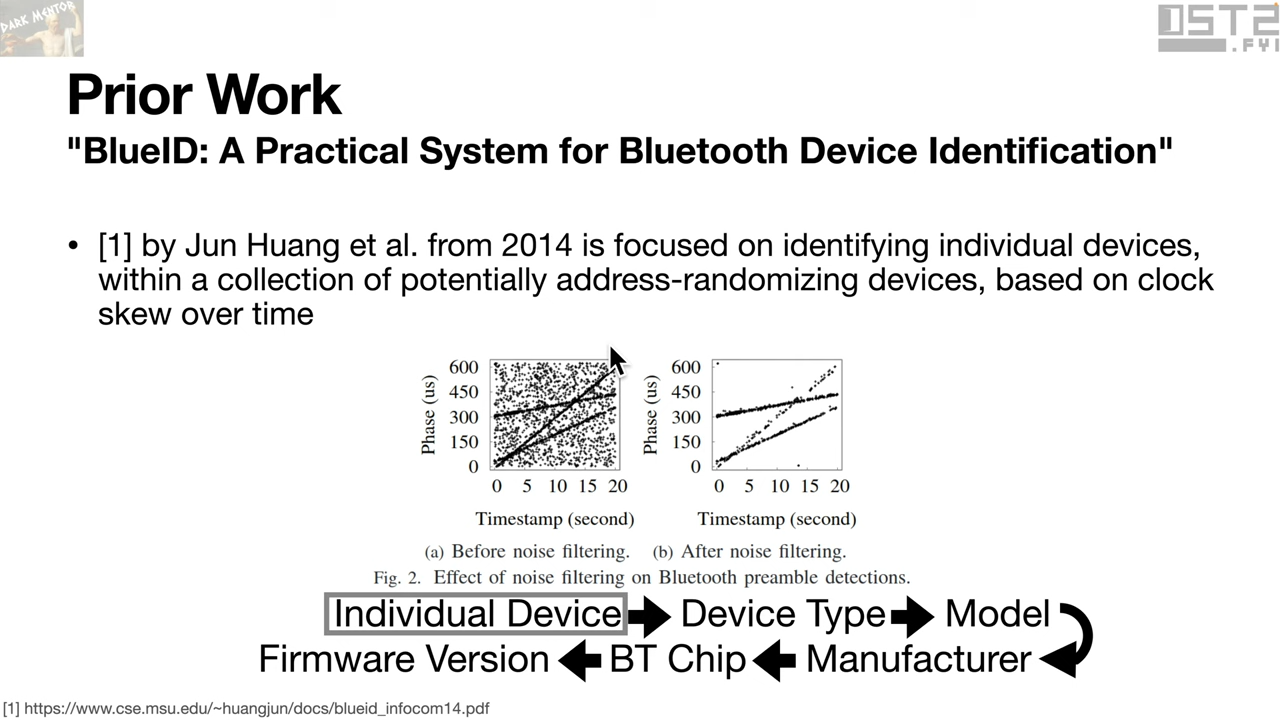 DARK MENTOR
OST2
.FYI
Prior Work
"BlueID: A Practical System for Bluetooth Device Identification"
• [1] by Jun Huang et al. from 2014 is focused on identifying individual devices,
within a collection of potentially address-randomizing devices, based on clock
skew over time
600
450
300
150
0
Phase (us)
0 5 10 15 20
Timestamp (second)
(a) Before noise filtering.
600
450
300
150
0
Phase (us)
0 5 10 15 20
Timestamp (second)
(b) After noise filtering.
Fig. 2. Effect of noise filtering on Bluetooth preamble detections.
Individual Device Device Type Model
Firmware Version BT Chip Manufacturer
[1] https://www.cse.msu.edu/~huangjun/docs/blueid_infocom14.pdf